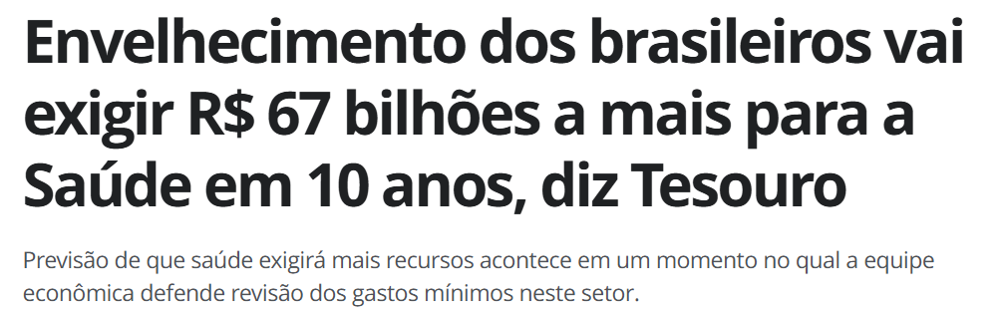 Envelhecimento dos brasileiros vai
exigir R$ 67 bilhões a mais para a
Saúde em 10 anos, diz Tesouro
Previsão de que saúde exigirá mais recursos acontece em um momento no qual a equipe
econômica defende revisão dos gastos mínimos neste setor.